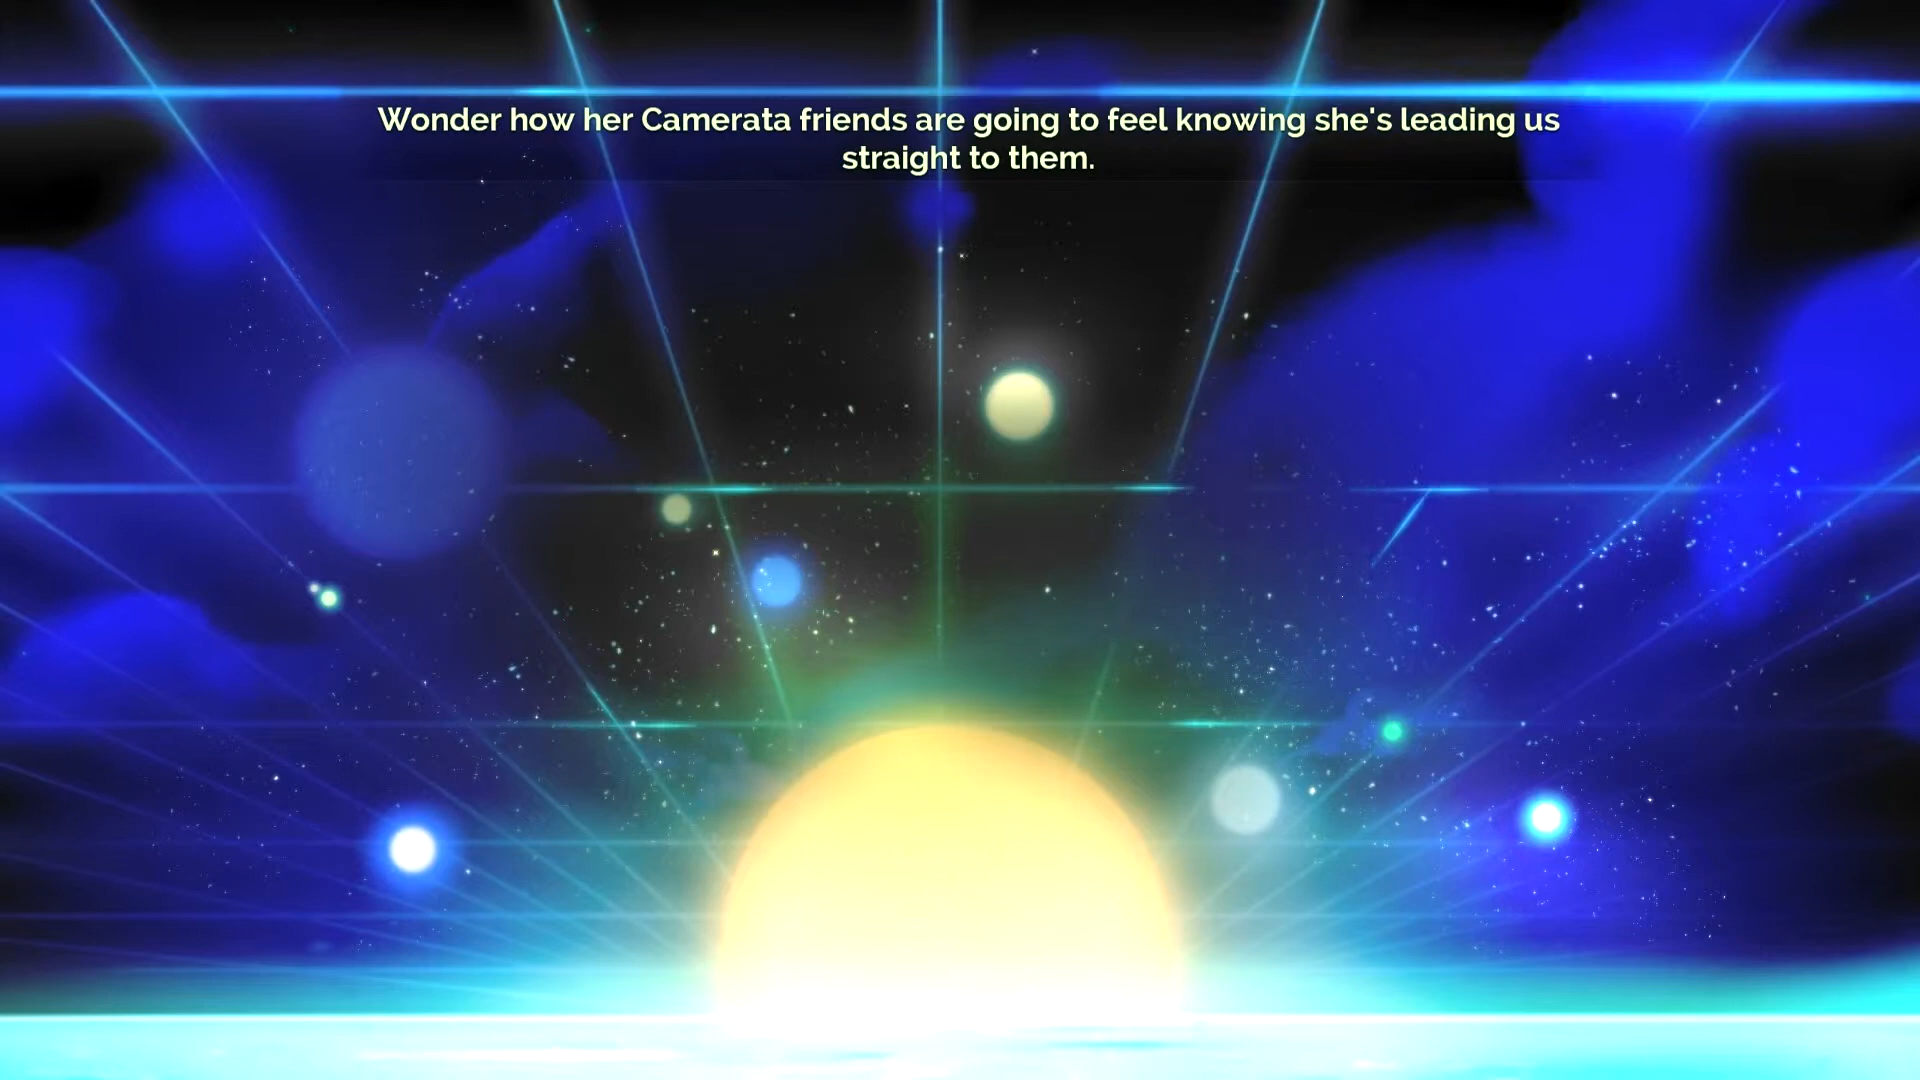 Wonder how her Camerata friends are going to feel knowing she's leading us
straight to them.